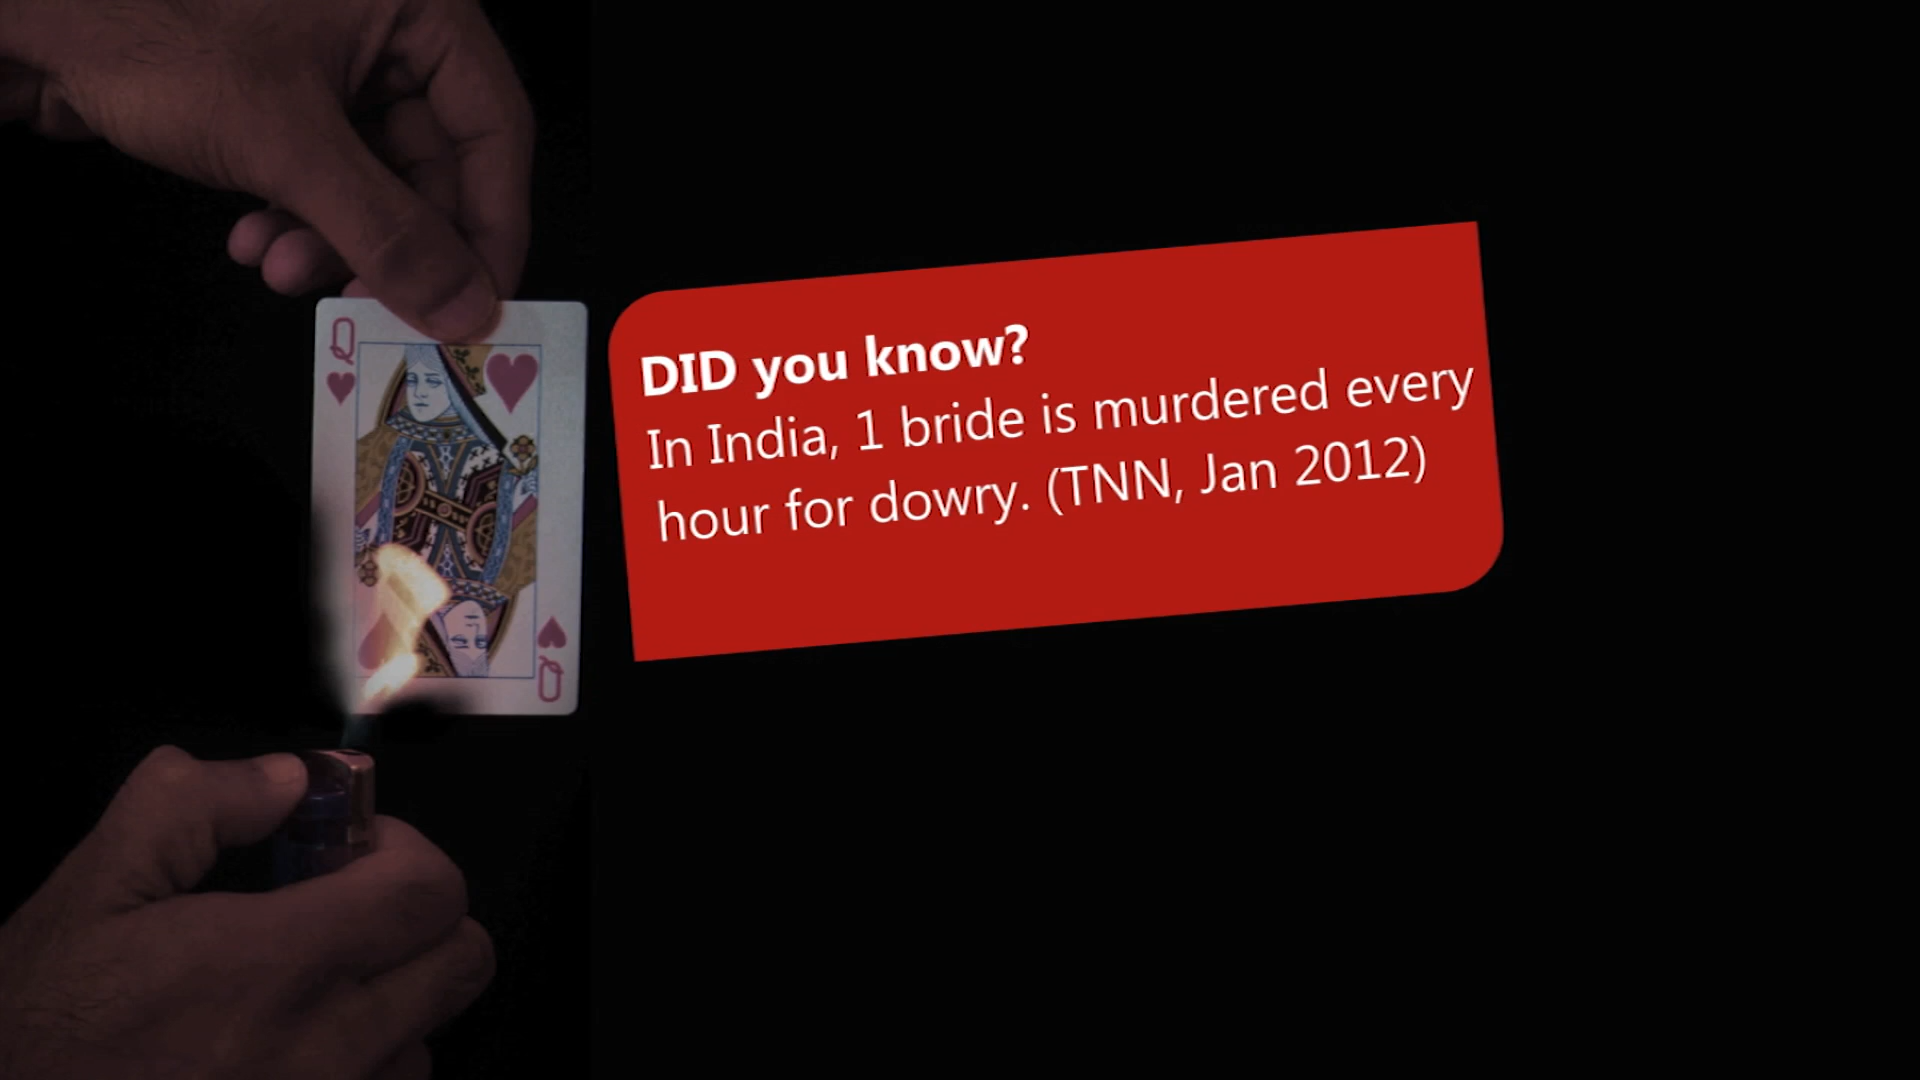 Q
DID you know?
In India, 1 bride is murdered every
hour for dowry. (TNN, Jan 2012)
Q